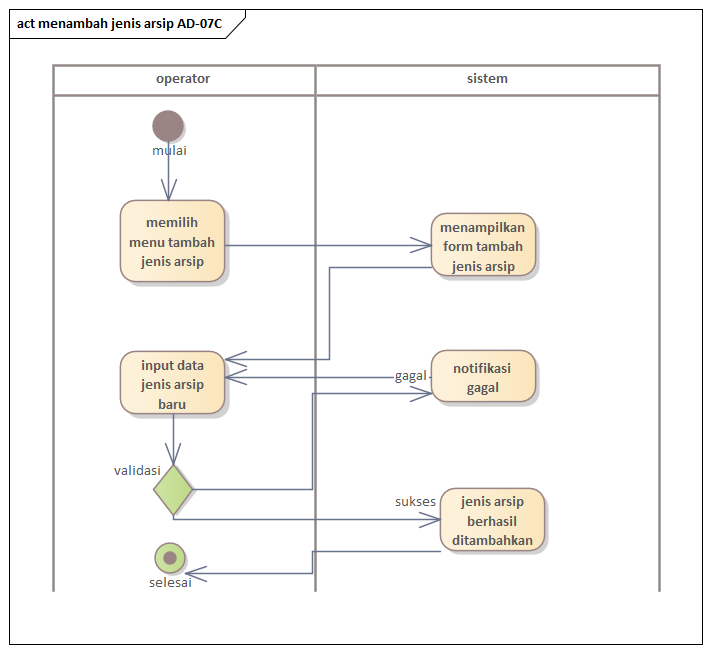 act menambah jenis arsip AD-07C
operator
sistem
mulai
memilih
menu tambah
jenis arsip
menampilkan
form tambah
jenis arsip
input data
jenis arsip
baru
gagal
notifikasi
gagal
validasi
sukses
jenis arsip
berhasil
ditambahkan
selesai